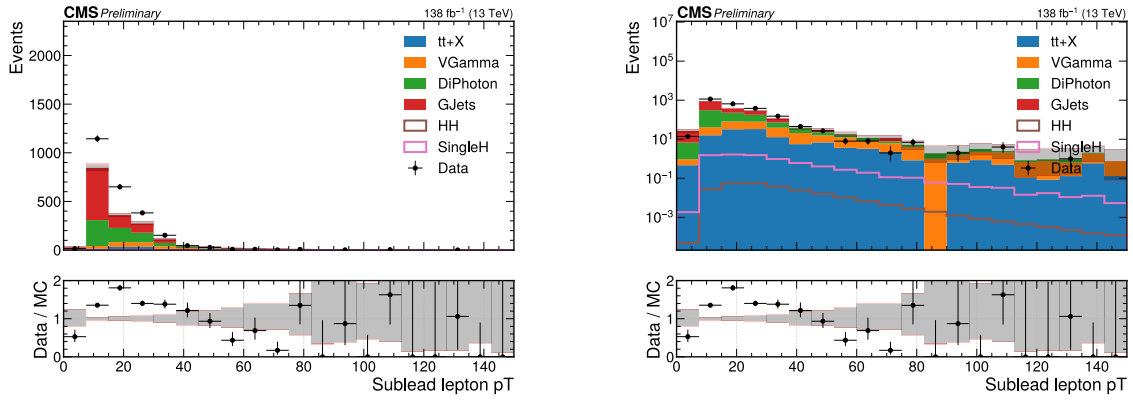 CMS Preliminary 138 fb⁻¹ (13 TeV)
Events
2000
1500
1000
500
0
tt+X
VGamma
DiPhoton
GJets
HH
SingleH
Data
Data / MC
2
1
0
0 20 40 60 80 100 120 140
Sublead lepton pT
CMS Preliminary 138 fb⁻¹ (13 TeV)
Events
10⁷
10⁵
10³
10¹
10⁻¹
10⁻³
tt+X
VGamma
DiPhoton
GJets
HH
SingleH
Data
Data / MC
2
1
0
0 20 40 60 80 100 120 140
Sublead lepton pT